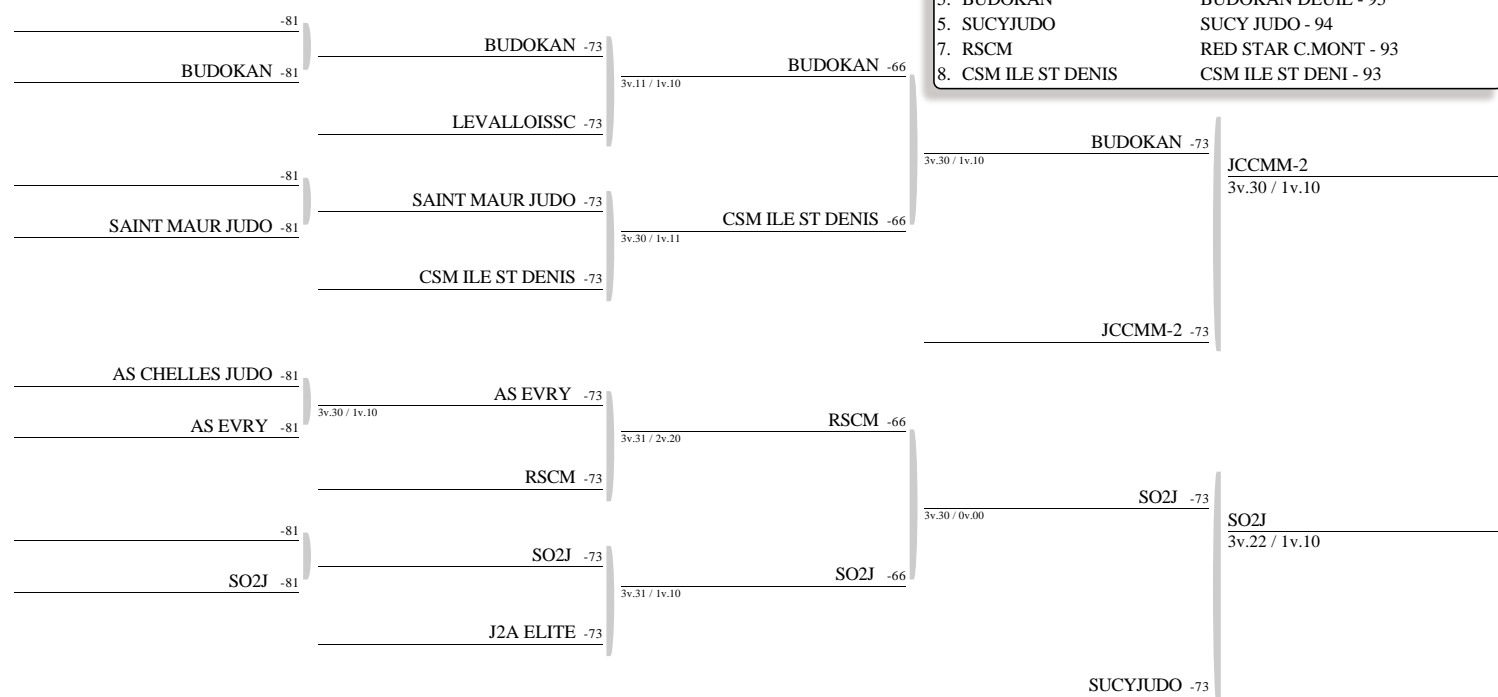 5. BUDOKAN BUDOKAN DEUIL - 95
5. SUCYJUDO SUCY JUDO - 94
7. RSCM RED STAR C.MONT - 93
8. CSM ILE ST DENIS CSM ILE ST DENI - 93
-81
BUDOKAN -81
-81
SAINT MAUR JUDO -81
AS CHELLES JUDO -81
AS EVRY -81
-81
SO2J -81
BUDOKAN -73
LEVALLOISSC -73
SAINT MAUR JUDO -73
CSM ILE ST DENIS -73
AS EVRY -73
3v.30 / 1v.10
RSCM -73
SO2J -73
J2A ELITE -73
BUDOKAN -66
3v.11 / 1v.10
CSM ILE ST DENIS -66
3v.30 / 1v.11
RSCM -66
3v.31 / 2v.20
SO2J -66
3v.31 / 1v.10
BUDOKAN -73
3v.30 / 1v.10
JCCMM-2 -73
SO2J -73
3v.30 / 0v.00
SUCYJUDO -73
JCCMM-2
3v.30 / 1v.10
SO2J
3v.22 / 1v.10